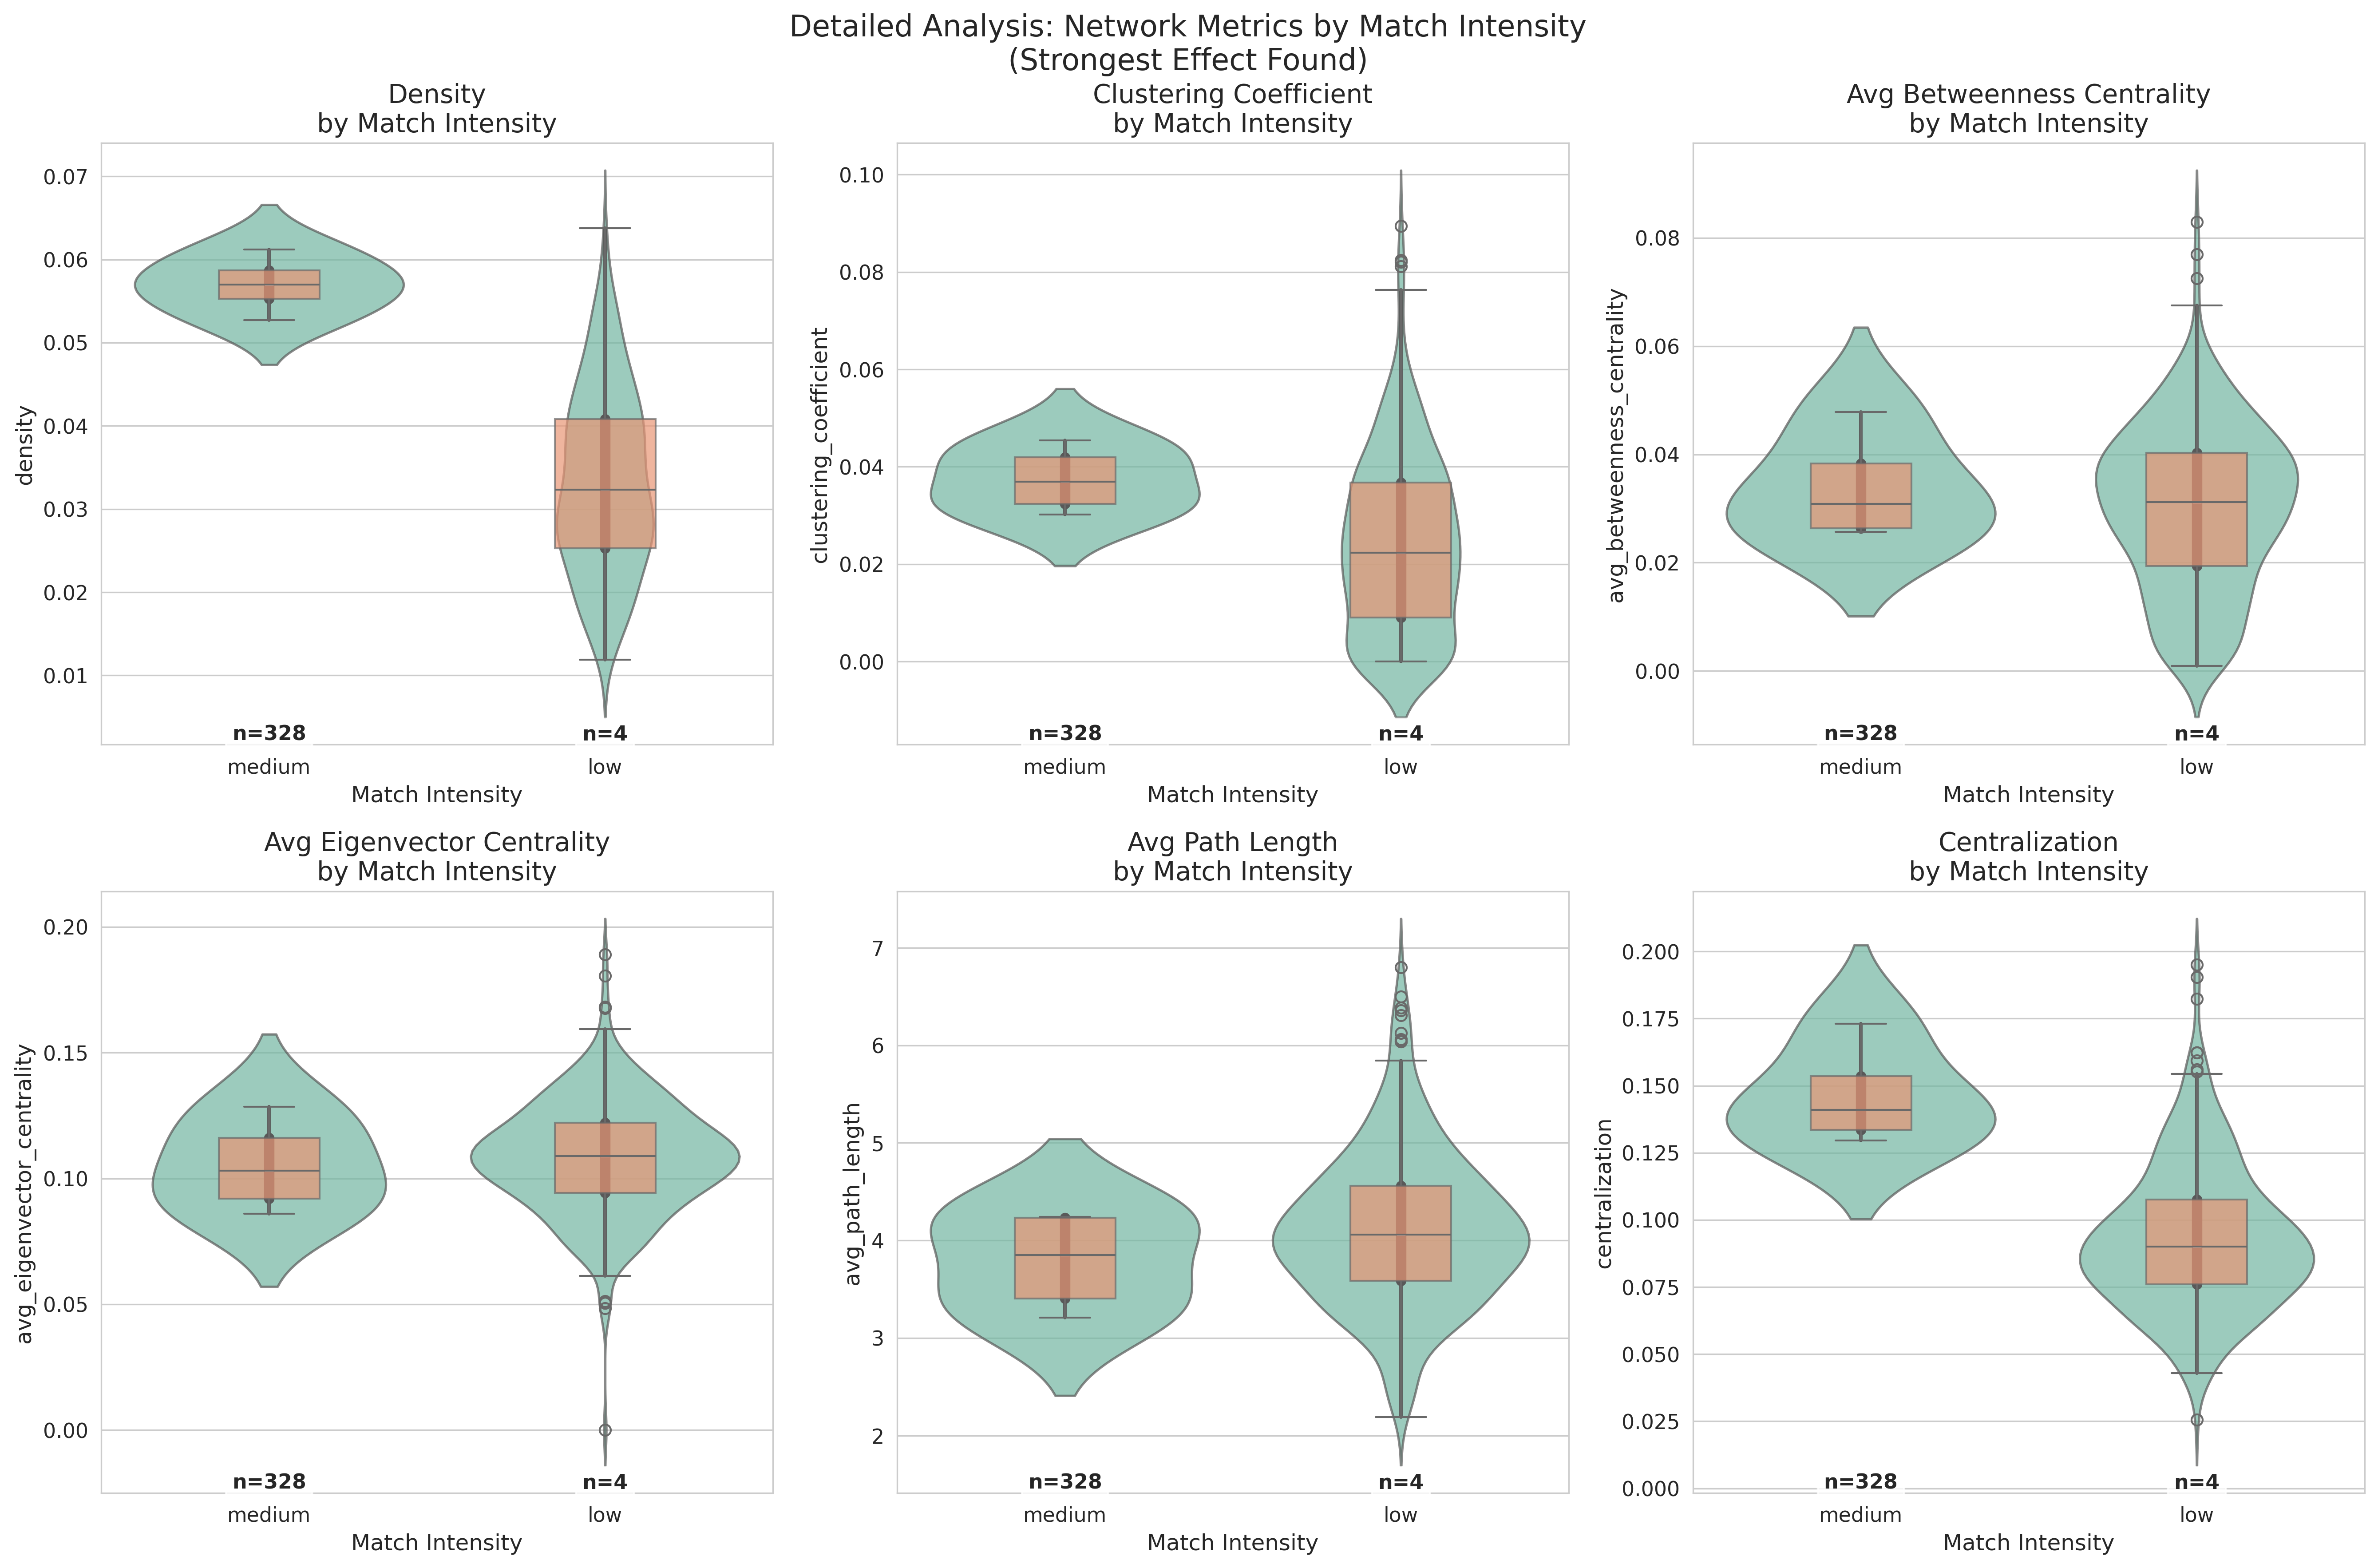 Detailed Analysis: Network Metrics by Match Intensity
(Strongest Effect Found)
Density
by Match Intensity
0.07
0.06
0.05
0.04
0.03
0.02
0.01
density
n=328
n=4
medium
low
Match Intensity
Clustering Coefficient
by Match Intensity
0.10
0.08
0.06
0.04
0.02
0.00
clustering_coefficient
n=328
n=4
medium
low
Match Intensity
Avg Betweenness Centrality
by Match Intensity
0.08
0.06
0.04
0.02
0.00
avg_betweenness_centrality
n=328
n=4
medium
low
Match Intensity
Avg Eigenvector Centrality
by Match Intensity
0.20
0.15
0.10
0.05
0.00
avg_eigenvector_centrality
n=328
n=4
medium
low
Match Intensity
Avg Path Length
by Match Intensity
7
6
5
4
3
2
avg_path_length
n=328
n=4
medium
low
Match Intensity
Centralization
by Match Intensity
0.200
0.175
0.150
0.125
0.100
0.075
0.050
0.025
0.000
centralization
n=328
n=4
medium
low
Match Intensity